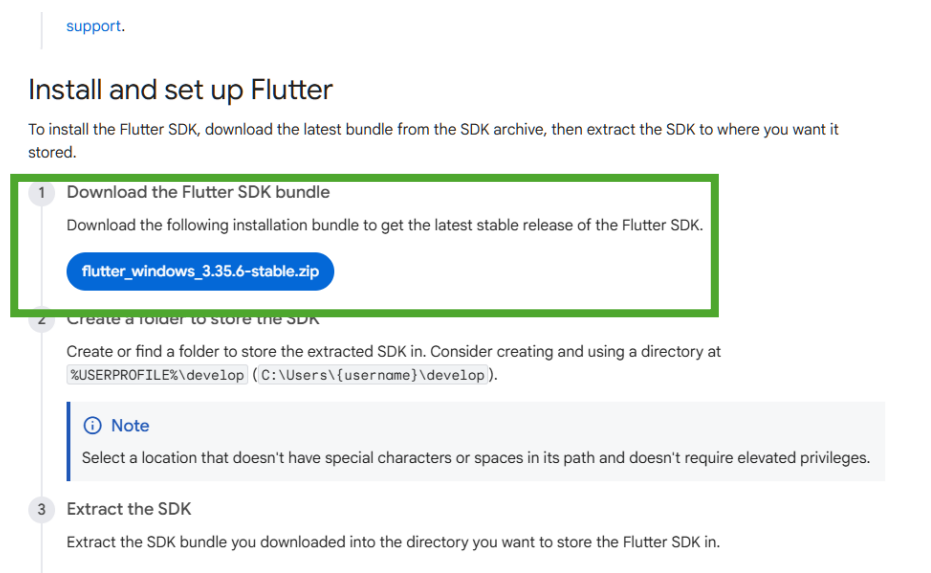 support.
Install and set up Flutter
To install the Flutter SDK, download the latest bundle from the SDK archive, then extract the SDK to where you want it
stored.
1 Download the Flutter SDK bundle
Download the following installation bundle to get the latest stable release of the Flutter SDK.
flutter_windows_3.35.6-stable.zip
2 Create a folder to store the SDK
Create or find a folder to store the extracted SDK in. Consider creating and using a directory at
%USERPROFILE%\develop (C:\Users\{username}\develop).
Note
Select a location that doesn't have special characters or spaces in its path and doesn't require elevated privileges.
3 Extract the SDK
Extract the SDK bundle you downloaded into the directory you want to store the Flutter SDK in.